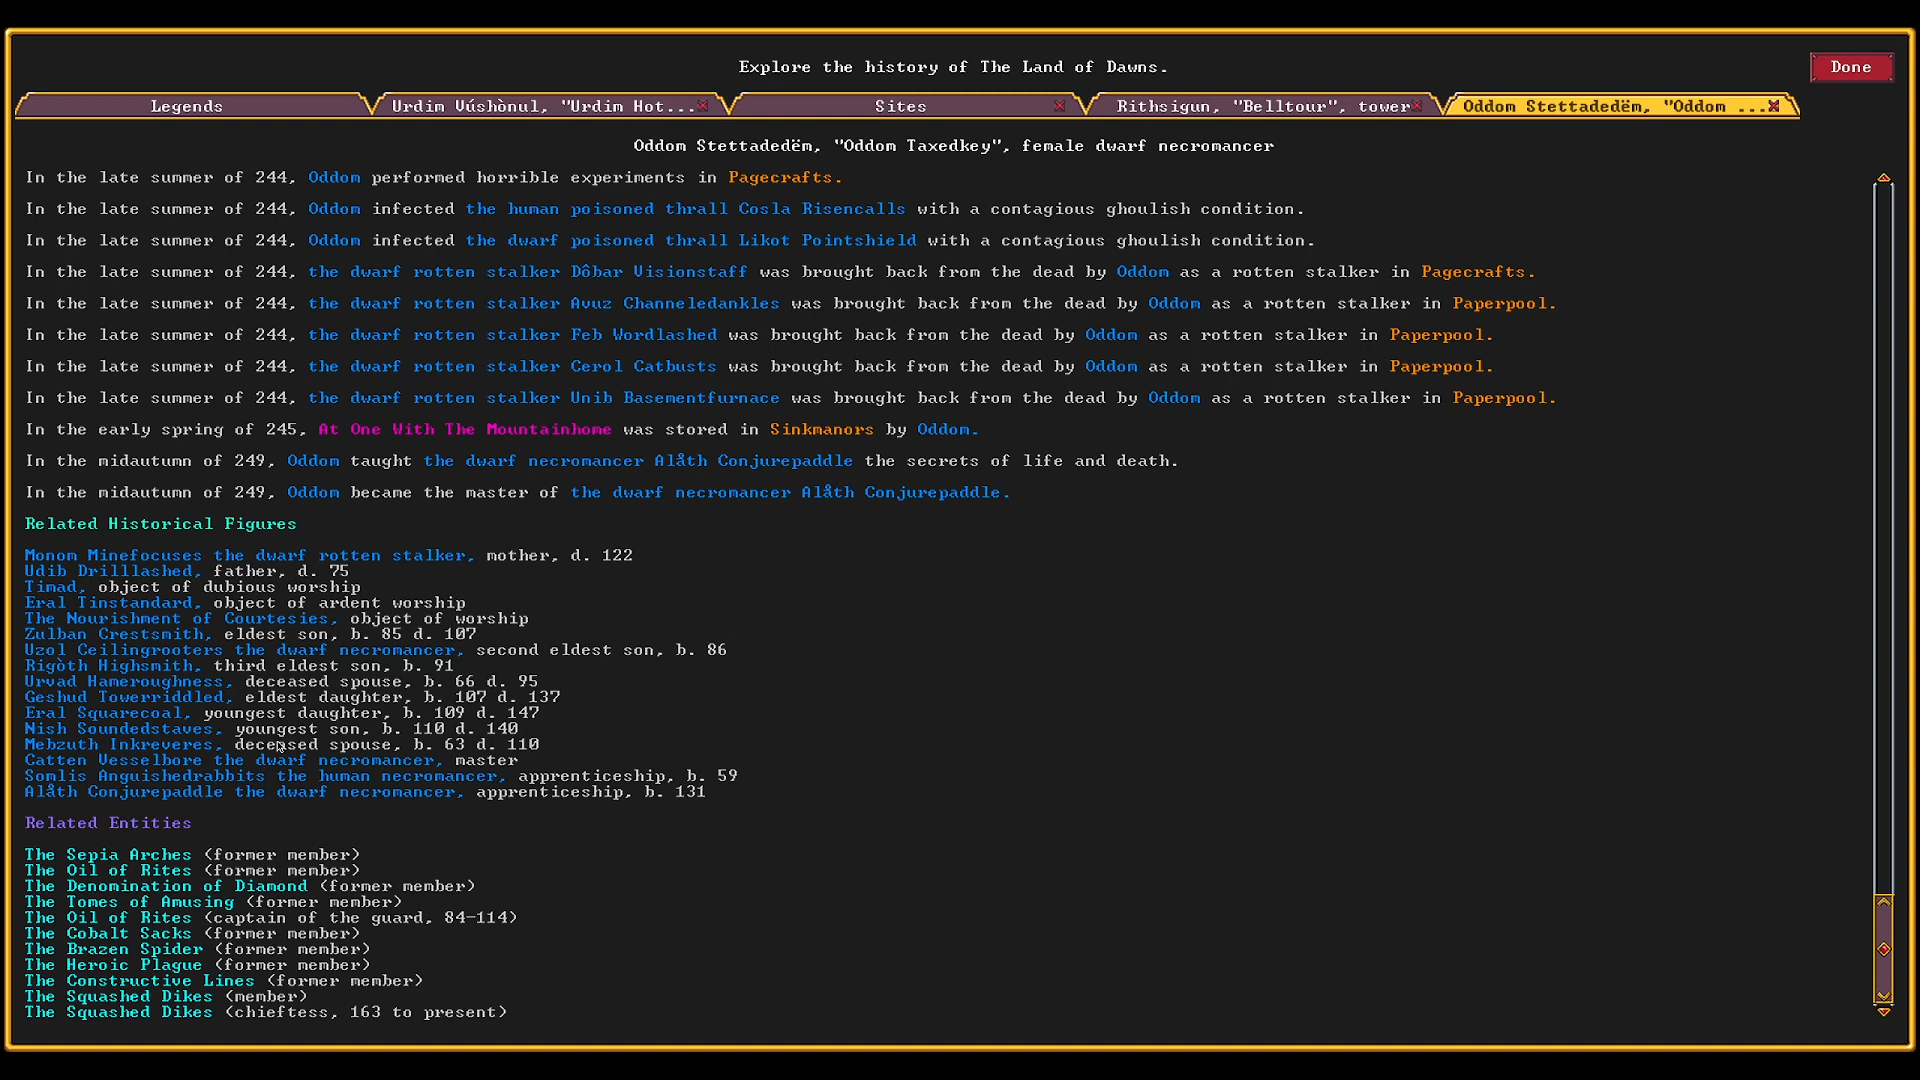 Explore the history of The Land of Dawns.
Done
Legends
Urdim Vúshònul, "Urdim Hot...
Sites
Rithsigun, "Belltour", tower
Oddom Stettadedëm, "Oddom ...
Oddom Stettadedëm, "Oddom Taxedkey", female dwarf necromancer
In the late summer of 244, Oddom performed horrible experiments in Pagecrafts.
In the late summer of 244, Oddom infected the human poisoned thrall Cosla Risencalls with a contagious ghoulish condition.
In the late summer of 244, Oddom infected the dwarf poisoned thrall Likot Pointshield with a contagious ghoulish condition.
In the late summer of 244, the dwarf rotten stalker Dôbar Visionstaff was brought back from the dead by Oddom as a rotten stalker in Pagecrafts.
In the late summer of 244, the dwarf rotten stalker Avuz Channeledankles was brought back from the dead by Oddom as a rotten stalker in Paperpool.
In the late summer of 244, the dwarf rotten stalker Feb Wordlashed was brought back from the dead by Oddom as a rotten stalker in Paperpool.
In the late summer of 244, the dwarf rotten stalker Cerol Catbusts was brought back from the dead by Oddom as a rotten stalker in Paperpool.
In the late summer of 244, the dwarf rotten stalker Unib Basementfurnace was brought back from the dead by Oddom as a rotten stalker in Paperpool.
In the early spring of 245, At One With The Mountainhome was stored in Sinkmanors by Oddom.
In the midautumn of 249, Oddom taught the dwarf necromancer Alåth Conjurepaddle the secrets of life and death.
In the midautumn of 249, Oddom became the master of the dwarf necromancer Alåth Conjurepaddle.
Related Historical Figures
Monom Minefocuses the dwarf rotten stalker, mother, d. 122
Udib Drilllashed, father, d. 75
Timad, object of dubious worship
Eral Tinstandard, object of ardent worship
The Nourishment of Courtesies, object of worship
Zulban Crestsmith, eldest son, b. 85 d. 107
Uzol Ceilingrooters the dwarf necromancer, second eldest son, b. 86
Rigòth Highsmith, third eldest son, b. 91
Urvad Hameroughness, deceased spouse, b. 66 d. 95
Geshud Towerriddled, eldest daughter, b. 107 d. 137
Eral Squarecoal, youngest daughter, b. 109 d. 147
Nish Soundedstaves, youngest son, b. 110 d. 140
Mebzuth Inkreveres, deceased spouse, b. 63 d. 110
Catten Vesselbore the dwarf necromancer, master
Somlis Anguishedrabbits the human necromancer, apprenticeship, b. 59
Alåth Conjurepaddle the dwarf necromancer, apprenticeship, b. 131
Related Entities
The Sepia Arches (former member)
The Oil of Rites (former member)
The Denomination of Diamond (former member)
The Tomes of Amusing (former member)
The Oil of Rites (captain of the guard, 84-114)
The Cobalt Sacks (former member)
The Brazen Spider (former member)
The Heroic Plague (former member)
The Constructive Lines (former member)
The Squashed Dikes (member)
The Squashed Dikes (chieftess, 163 to present)